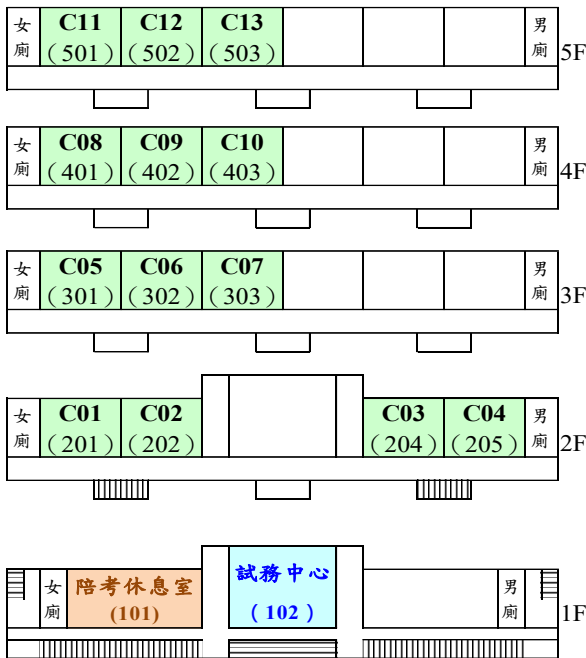 女廁 C11 C12 C13 男廁
(501) (502) (503) 5F
女廁 C08 C09 C10 男廁
(401) (402) (403) 4F
女廁 C05 C06 C07 男廁
(301) (302) (303) 3F
女廁 C01 C02 C03 C04 男廁
(201) (202) (204) (205) 2F
女廁 陪考休息室 試務中心 男廁
(101) (102) 1F